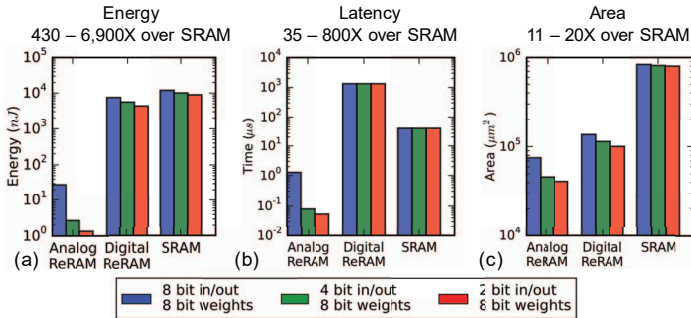 Energy
430 – 6,900X over SRAM
10^5
10^4
10^3
10^2
10^1
10^0
Energy (nJ)
Analog ReRAM
Digital ReRAM
SRAM
(a)
Latency
35 – 800X over SRAM
10^4
10^3
10^2
10^1
10^0
10^-1
10^-2
Time (μs)
Analog ReRAM
Digital ReRAM
SRAM
(b)
Area
11 – 20X over SRAM
10^6
10^5
10^4
Area (μm^2)
Analog ReRAM
Digital ReRAM
SRAM
(c)
8 bit in/out
8 bit weights
4 bit in/out
8 bit weights
2 bit in/out
8 bit weights